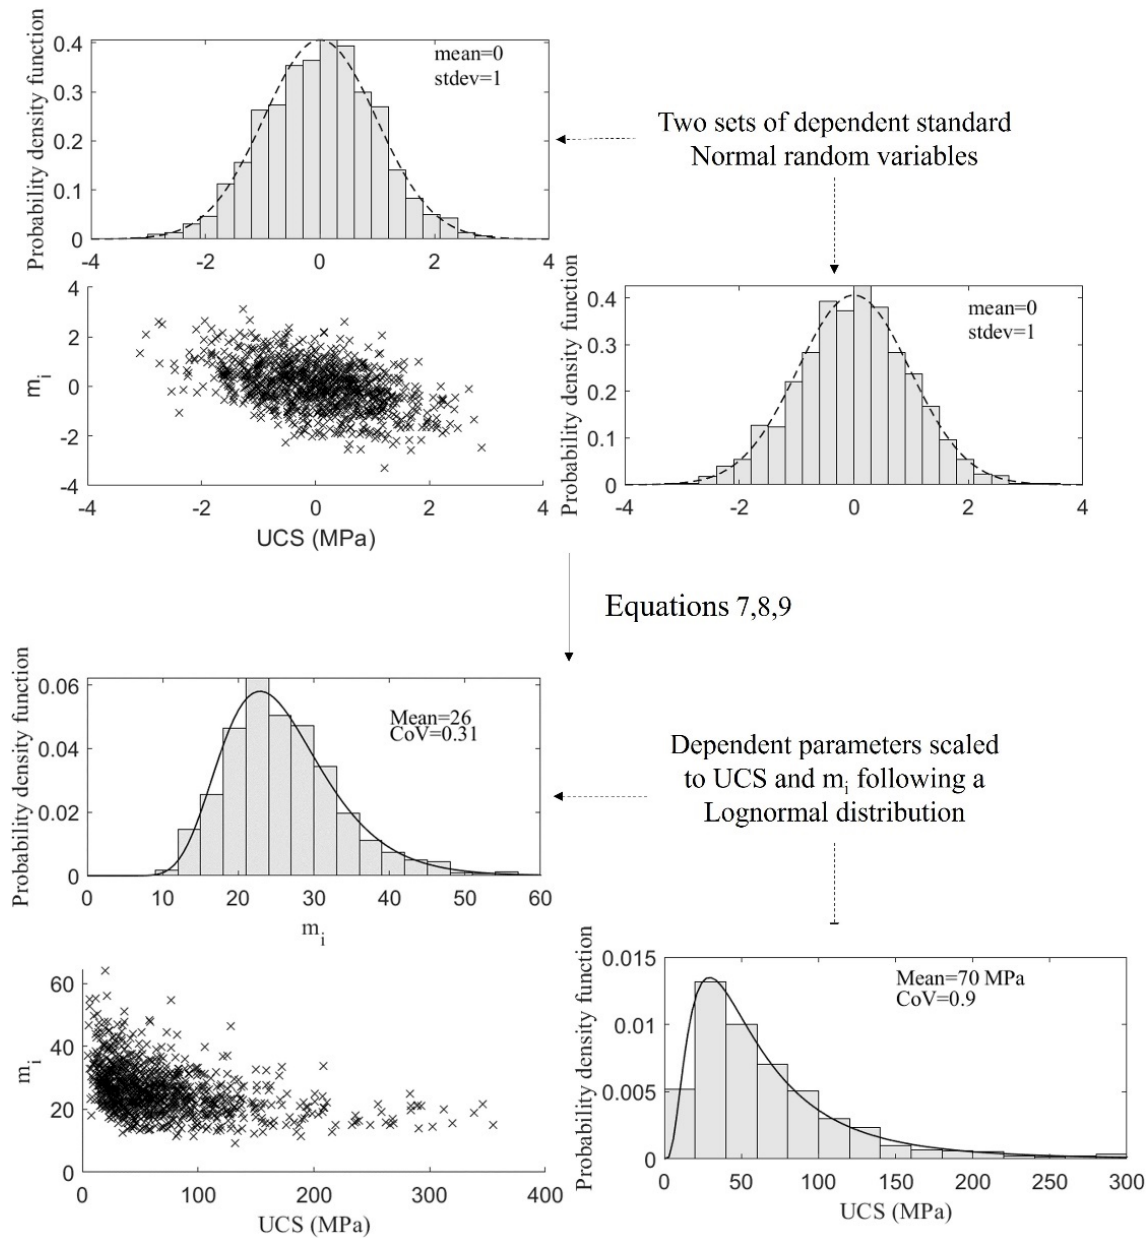 Probability density function
0.4
0.3
0.2
0.1
0
-4
-2
0
2
4
mean=0
stdev=1
Two sets of dependent standard
Normal random variables
m_i
4
2
0
-2
-4
-4
-2
0
2
4
UCS (MPa)
Probability density function
0.4
0.3
0.2
0.1
0
-4
-2
0
2
4
mean=0
stdev=1
Equations 7,8,9
Probability density function
0.06
0.04
0.02
0
0
10
20
30
40
50
60
m_i
Mean=26
CoV=0.31
Dependent parameters scaled
to UCS and m_i following a
Lognormal distribution
m_i
60
40
20
0
0
100
200
300
400
UCS (MPa)
Probability density function
0.015
0.01
0.005
0
0
50
100
150
200
250
300
UCS (MPa)
Mean=70 MPa
CoV=0.9